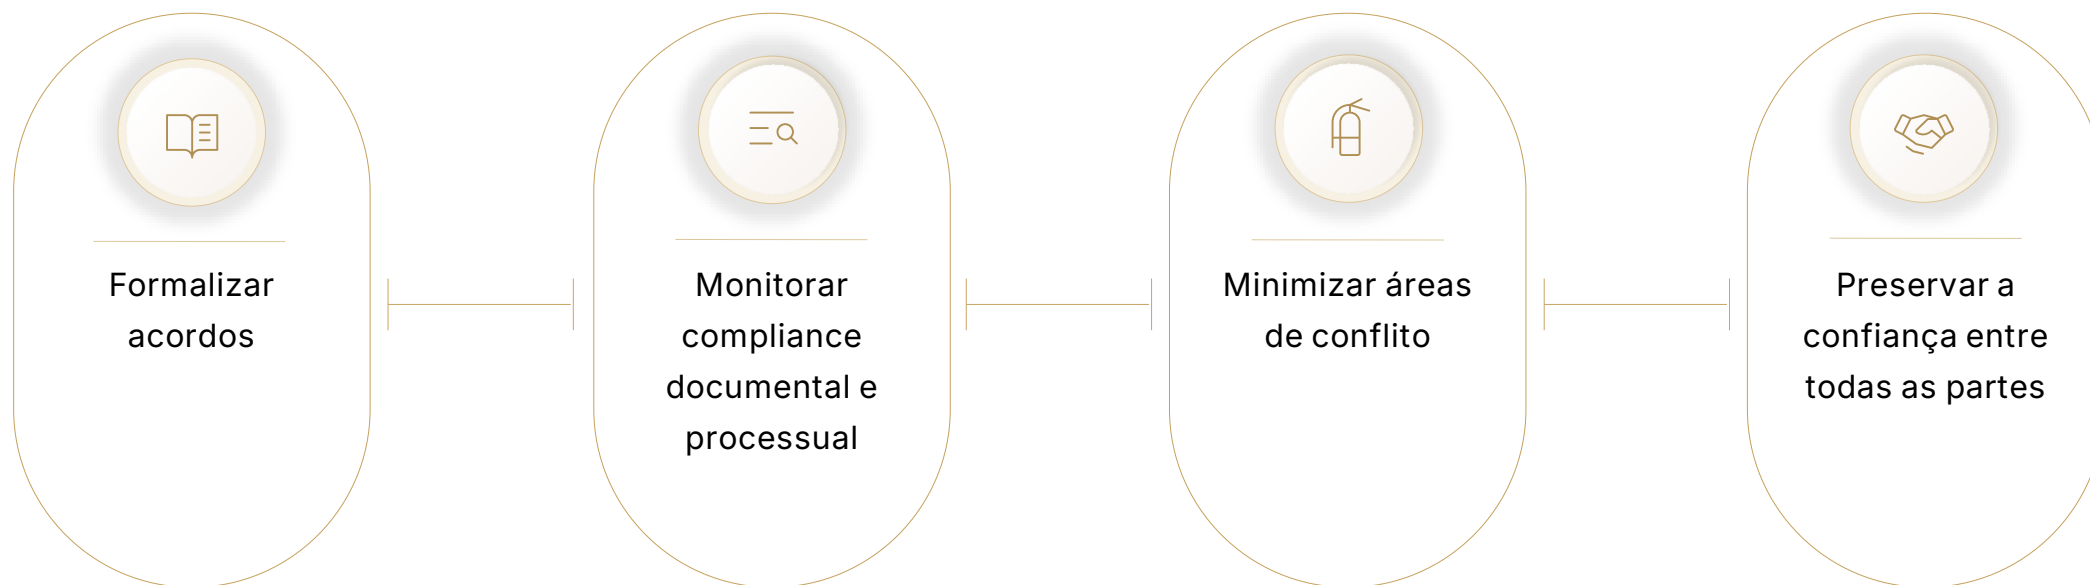 Formalizar
acordos
Monitorar
compliance
documental e
processual
Minimizar áreas
de conflito
Preservar a
confiança entre
todas as partes